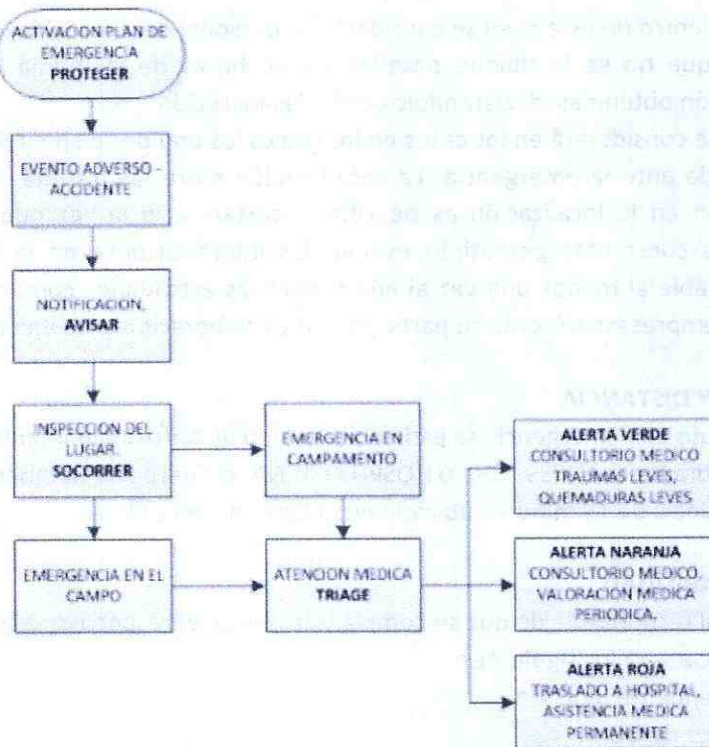 ACTIVACION PLAN DE
EMERGENCIA
PROTEGER
EVENTO ADVERSO -
ACCIDENTE
NOTIFICACION,
AVISAR
INSPECCION DEL
LUGAR,
SOCORRER
EMERGENCIA EN
CAMPAMENTO
EMERGENCIA EN EL
CAMPO
ATENCION MEDICA
TRIAGE
ALERTA VERDE
CONSULTORIO MEDICO
TRAUMAS LEVES,
QUEMADURAS LEVES
ALERTA NARANJA
CONSULTORIO MEDICO,
VALORACION MEDICA
PERIODICA.
ALERTA ROJA
TRASLADO A HOSPITAL,
ASISTENCIA MEDICA
PERMANENTE